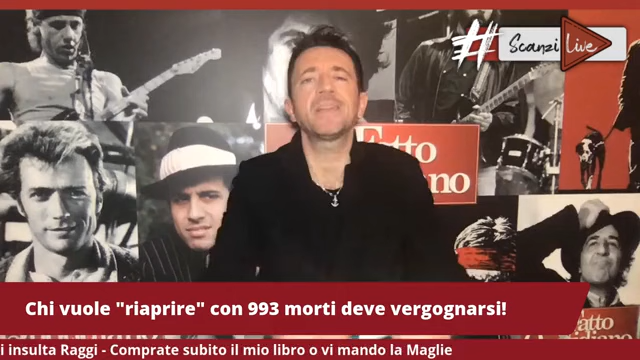 #Scanzi Live
Fatto
Quotidiano
Chi vuole "riaprire" con 993 morti deve vergognarsi!
i insulta Raggi - Comprate subito il mio libro o vi mando la Maglie